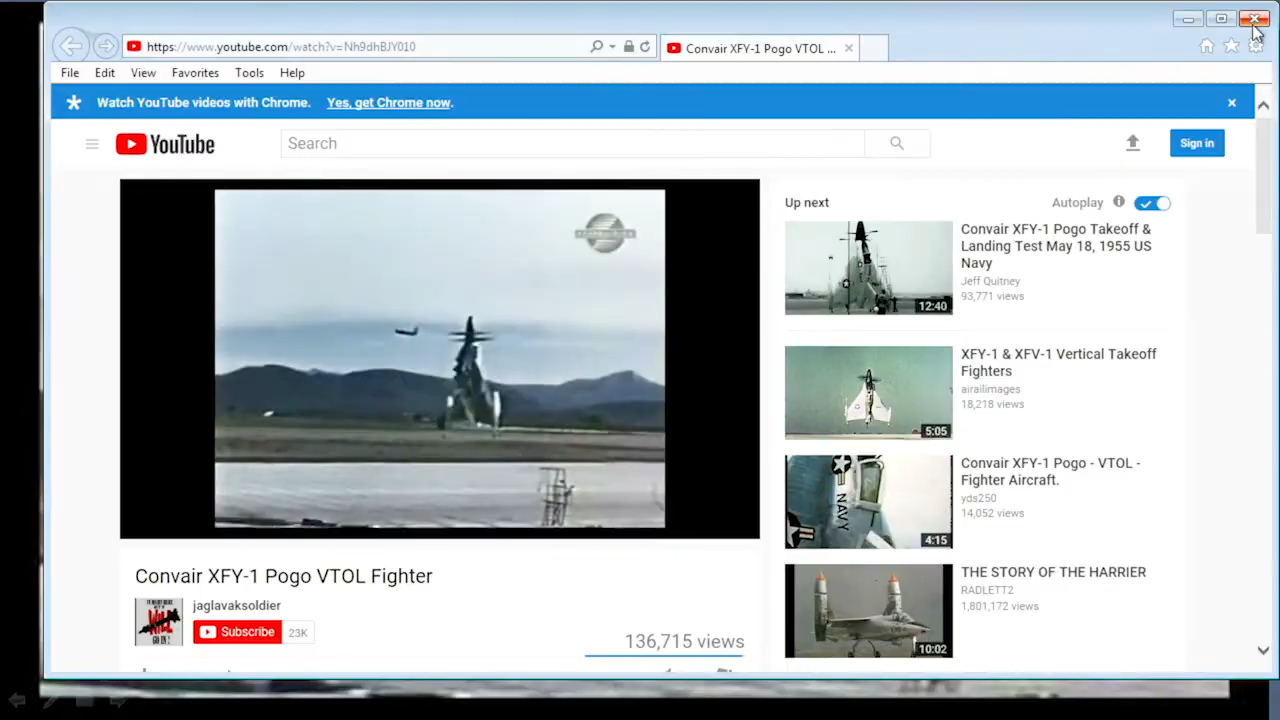 https://www.youtube.com/watch?v=Nh9dhBJY010
Convair XFY-1 Pogo VTOL ...
File Edit View Favorites Tools Help
Watch YouTube videos with Chrome. Yes, get Chrome now.
YouTube
Search
Sign in
Up next
Autoplay
Convair XFY-1 Pogo Takeoff &
Landing Test May 18, 1955 US
Navy
Jeff Quitney
93,771 views
12:40
XFY-1 & XFV-1 Vertical Takeoff
Fighters
airailimages
18,218 views
5:05
Convair XFY-1 Pogo - VTOL -
Fighter Aircraft.
yds250
14,052 views
NAVY
4:15
THE STORY OF THE HARRIER
RADLETT2
1,801,172 views
10:02
Convair XFY-1 Pogo VTOL Fighter
jaglavaksoldier
KILL
Subscribe 23K
136,715 views